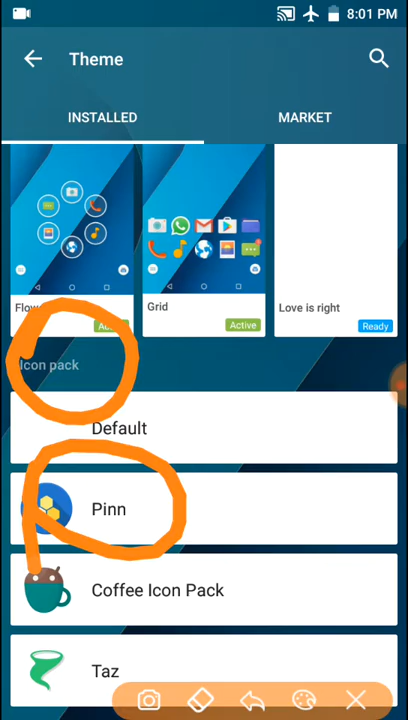 8:01 PM
Theme
INSTALLED
MARKET
Flow
Grid
Love is right
Active
Ready
Icon pack
Default
Pinn
Coffee Icon Pack
Taz